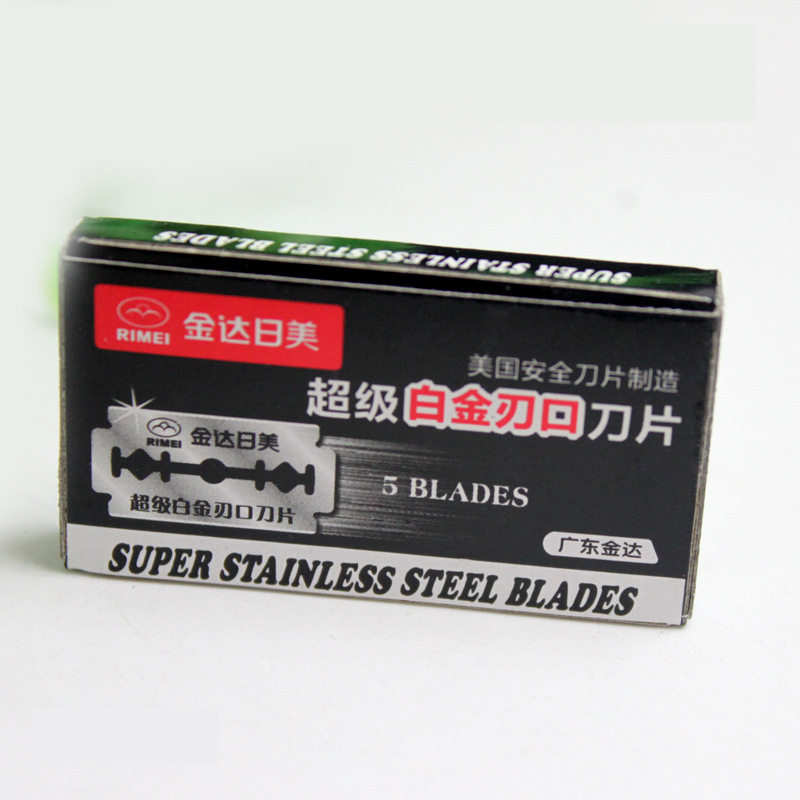 SUPER STAINLESS STEEL BLADES
RIMEI 金达日美
美国安全刀片制造
超级白金刃口刀片
RIMEI 金达日美
超级白金刃口刀片
5 BLADES
广东金达
SUPER STAINLESS STEEL BLADES